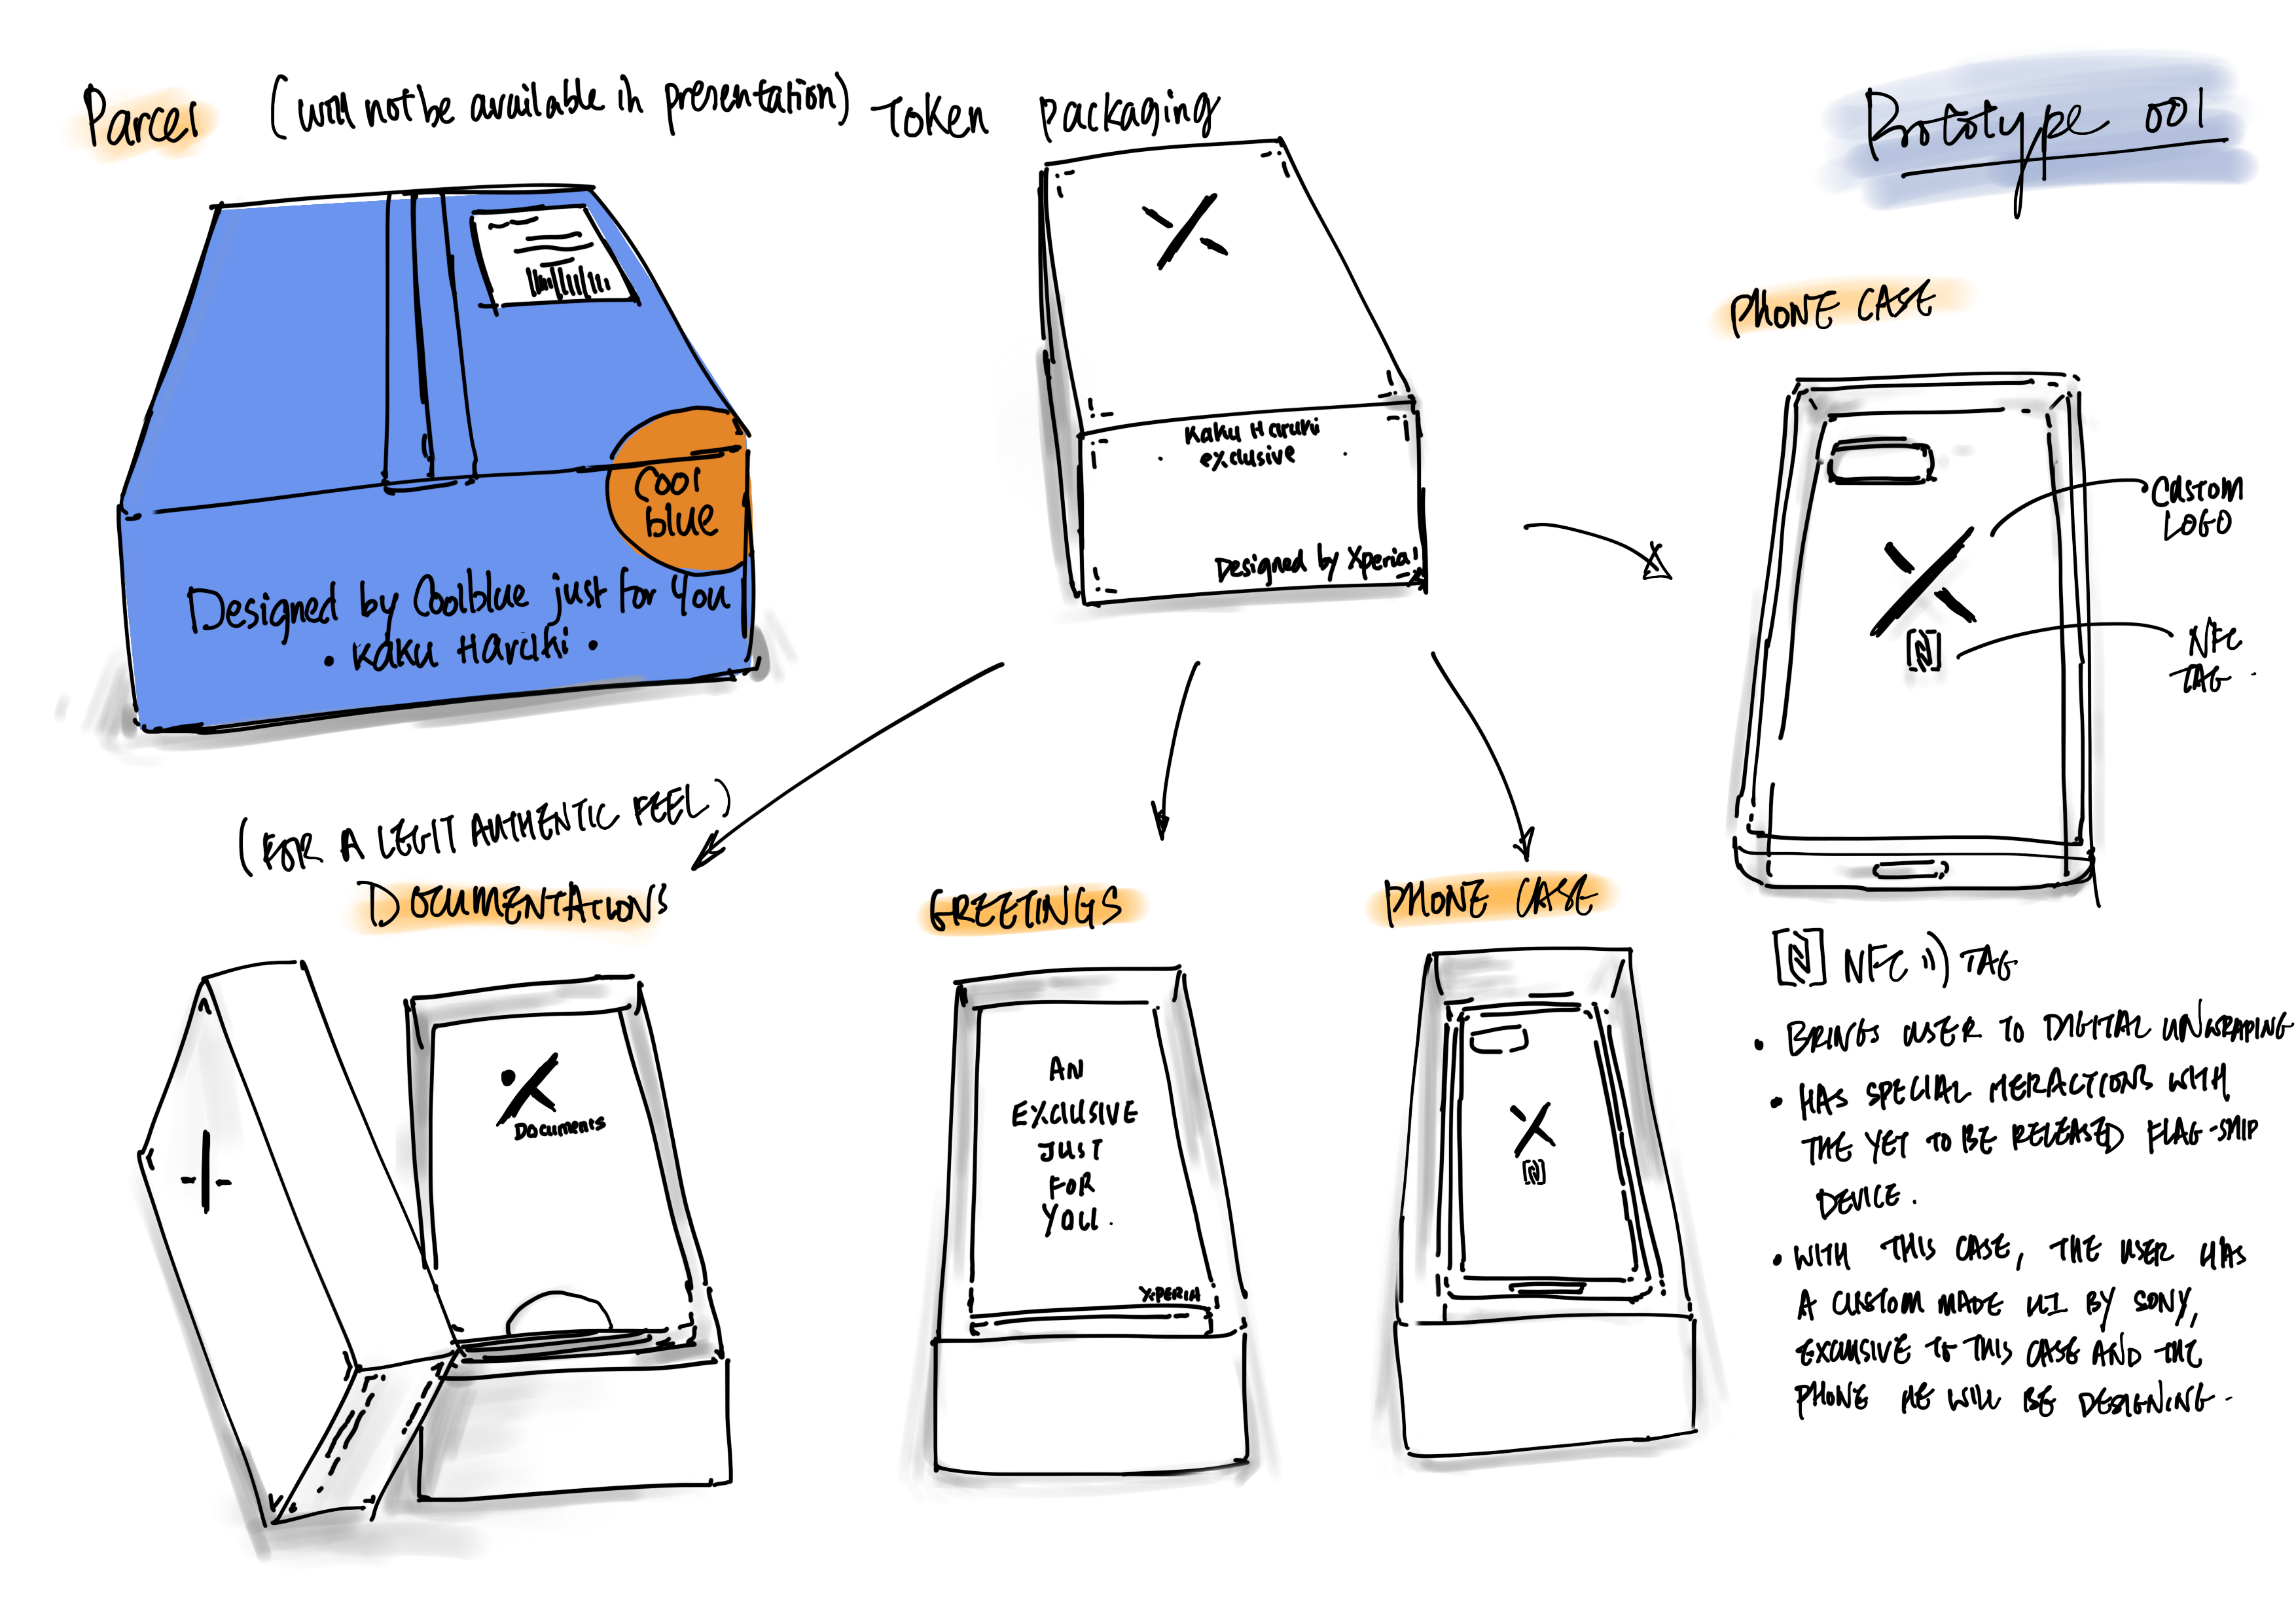 Parcel (will not be available in presentation)
Token Packaging
Prototype 001
Cool
blue
Designed by Coolblue just for You
• Kaku Haruki •
Kaku Haruki
exclusive
Designed by Xperia
PHONE CASE
CUSTOM
LOGO
NFC
TAG
(FOR A LEGIT AUTHENTIC FEEL)
DOCUMENTATIONS
Documents
GREETINGS
AN
EXCLUSIVE
JUST
FOR
YOU.
XPERIA
PHONE CASE
NFC TAG
• BRINGS USER TO DIGITAL UNWRAPING
• HAS SPECIAL INERACTIONS WITH
THE YET TO BE RELEASED FLAG-SHIP
DEVICE.
• WITH THIS CASE, THE USER HAS
A CUSTOM MADE UI BY SONY,
EXCLUSIVE TO THIS CASE AND THE
PHONE HE WILL BE DESIGNING.